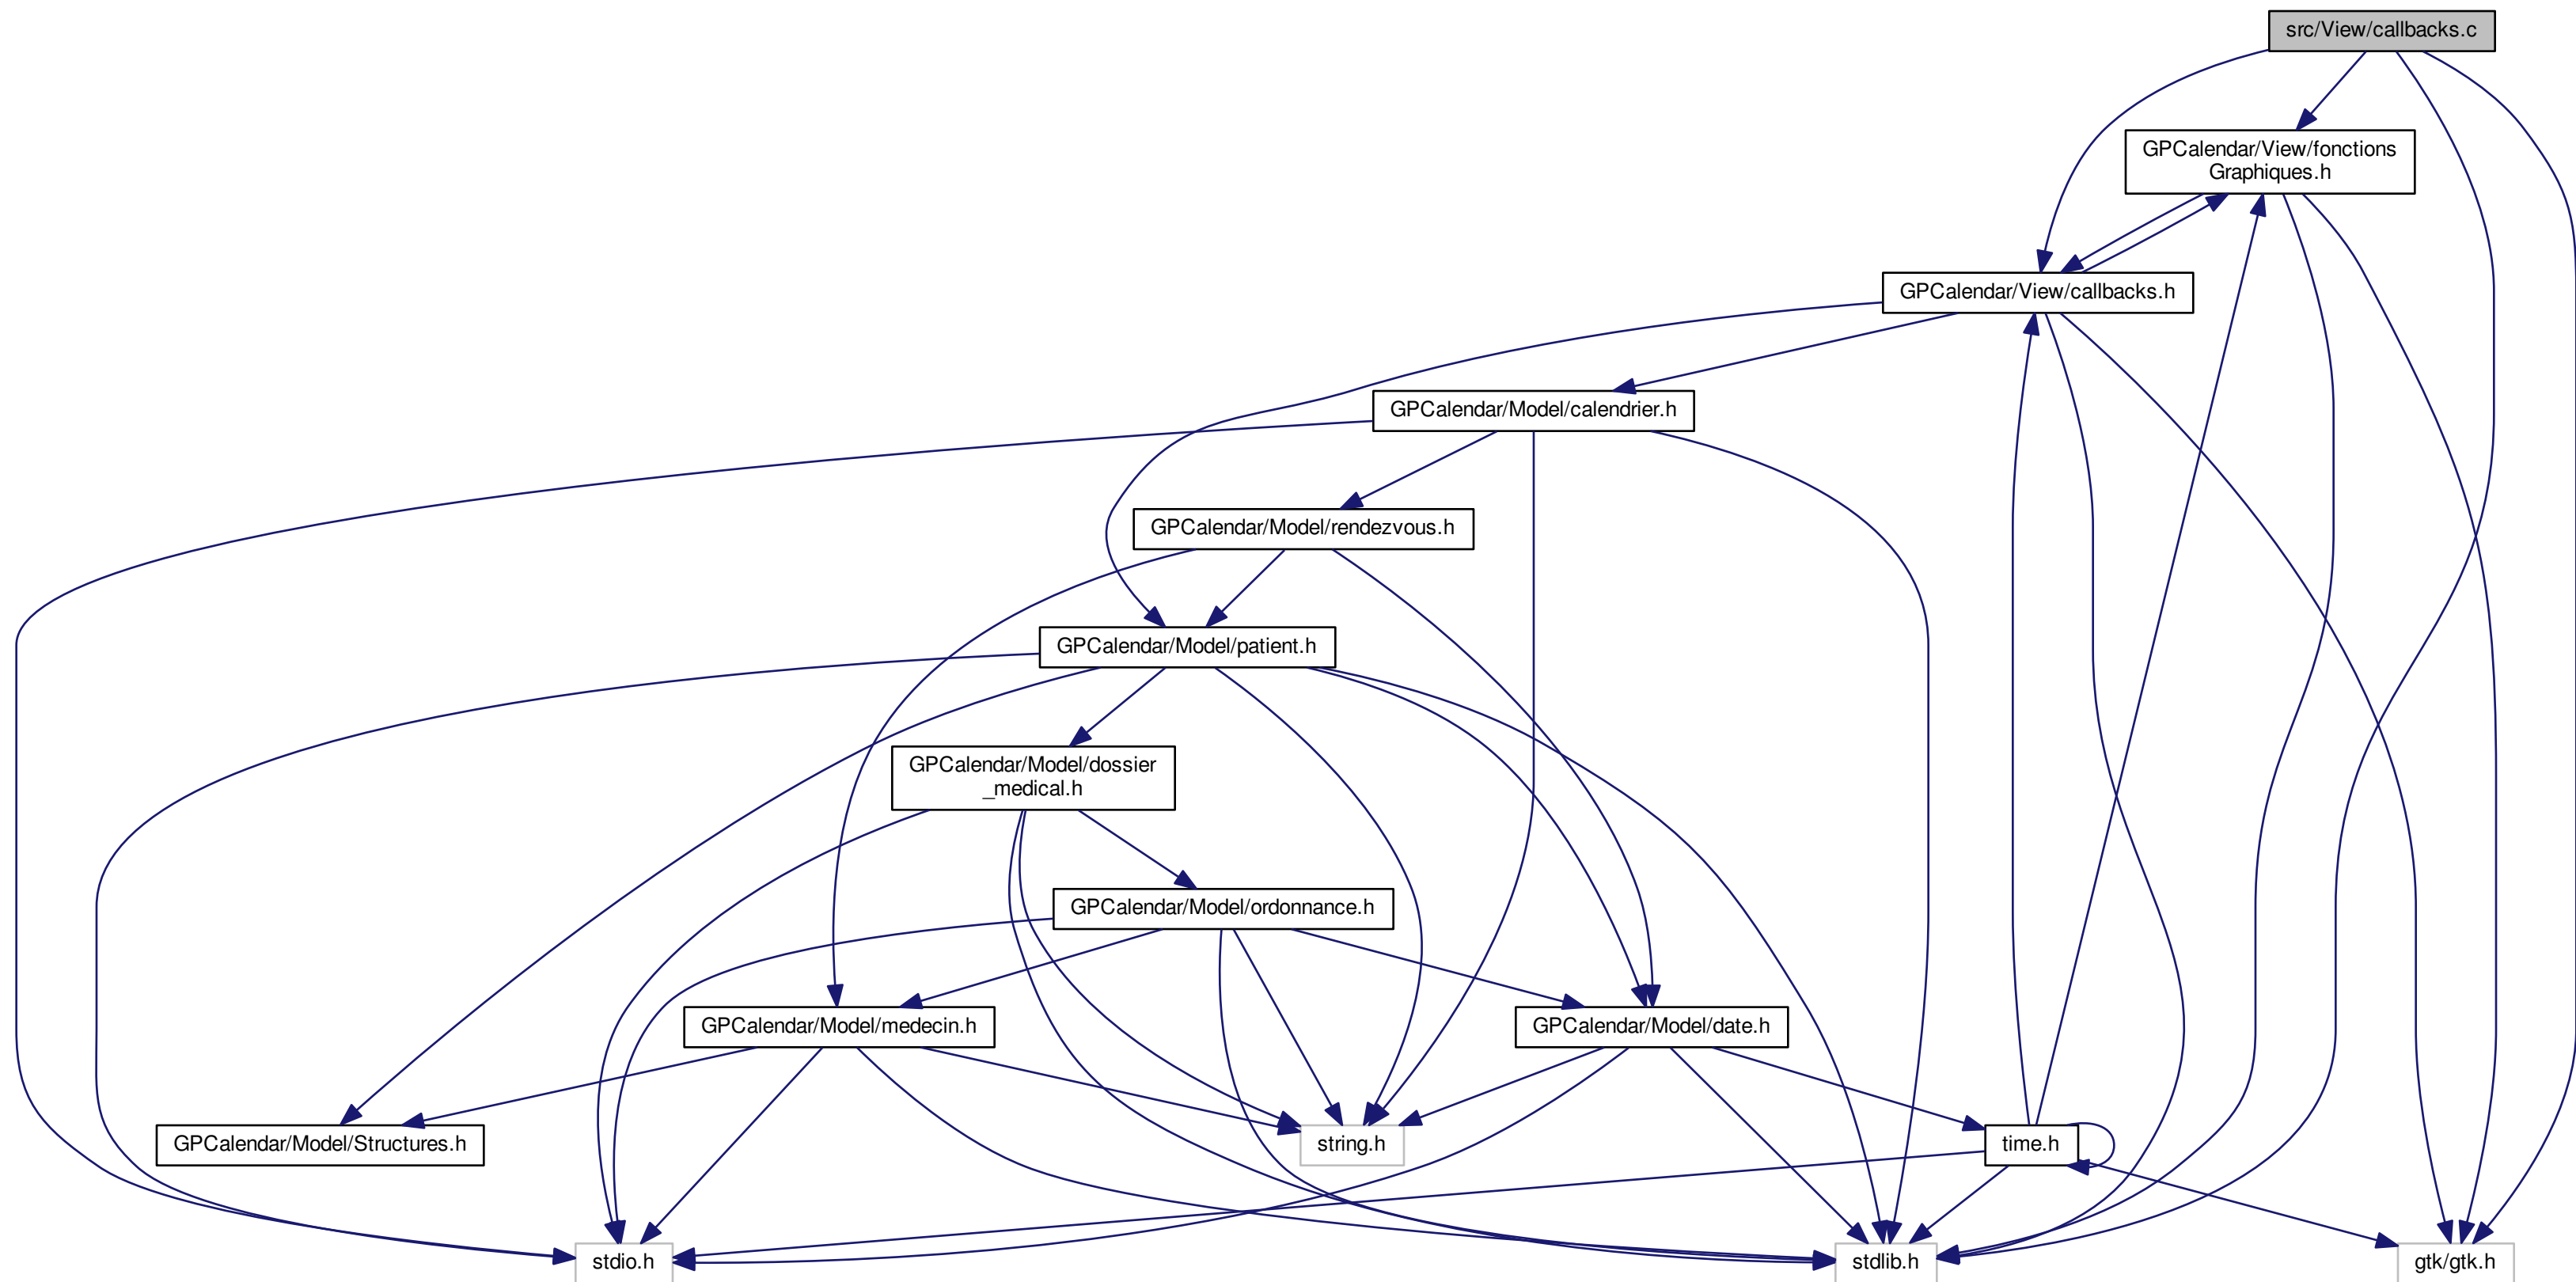 src/View/callbacks.c
GPCalendar/View/fonctions
Graphiques.h
GPCalendar/View/callbacks.h
GPCalendar/Model/calendrier.h
GPCalendar/Model/rendezvous.h
GPCalendar/Model/patient.h
GPCalendar/Model/dossier
_medical.h
GPCalendar/Model/ordonnance.h
GPCalendar/Model/medecin.h
GPCalendar/Model/date.h
GPCalendar/Model/Structures.h
string.h
time.h
stdio.h
stdlib.h
gtk/gtk.h